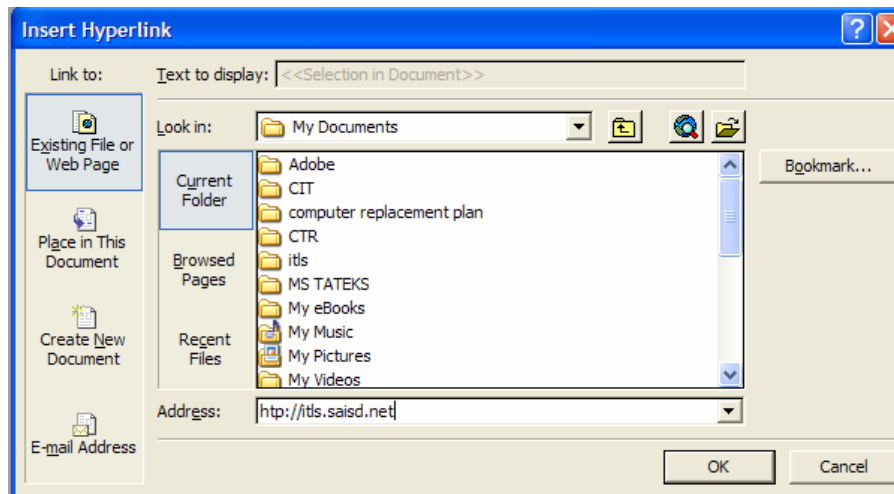 Insert Hyperlink
Link to:
Text to display: <<Selection in Document>>
Existing File or
Web Page
Place in This
Document
Create New
Document
E-mail Address
Look in: My Documents
Current
Folder
Browsed
Pages
Recent
Files
Adobe
CIT
computer replacement plan
CTR
itls
MS TATEKS
My eBooks
My Music
My Pictures
My Videos
Bookmark...
Address: htp://itls.saisd.net
OK
Cancel